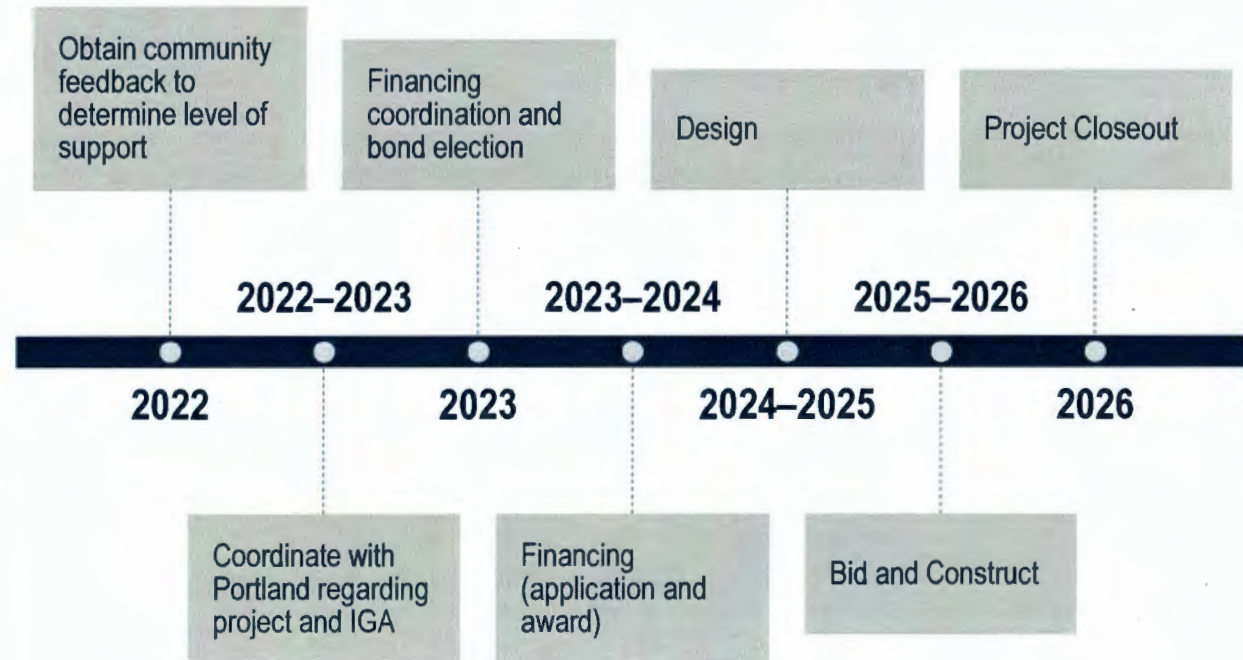 Obtain community
feedback to
determine level of
support
Financing
coordination and
bond election
Design
Project Closeout
2022–2023
2023–2024
2025–2026
2022
2023
2024–2025
2026
Coordinate with
Portland regarding
project and IGA
Financing
(application and
award)
Bid and Construct